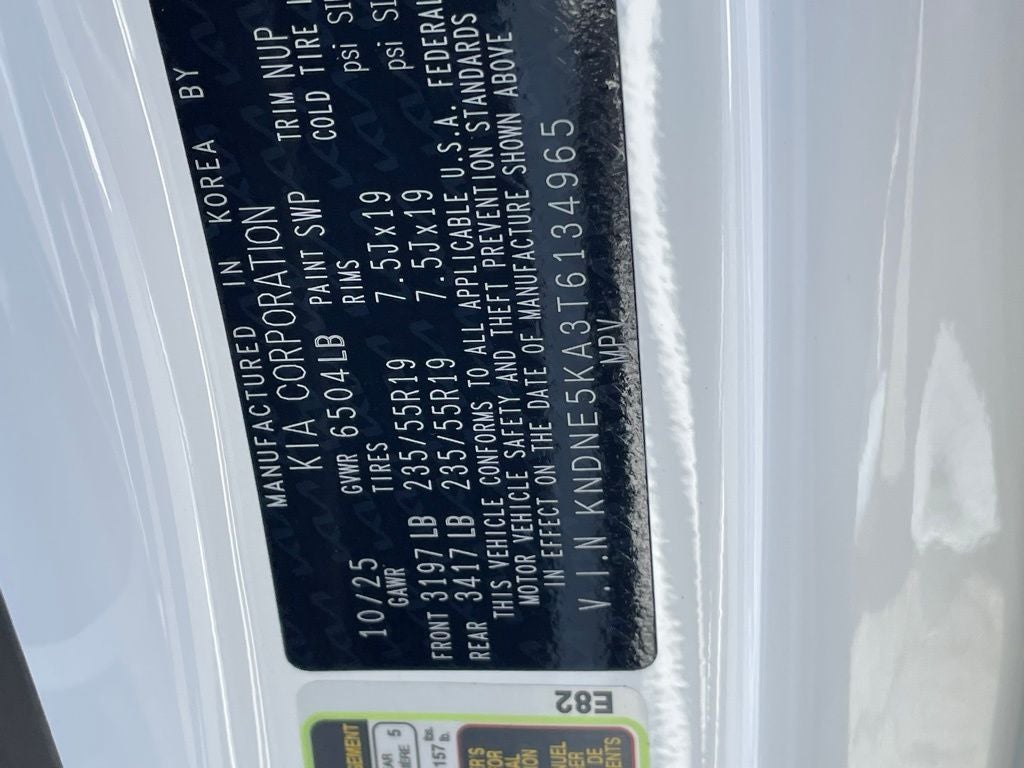 MANUFACTURED IN KOREA BY
KIA CORPORATION
10/25 GVWR 6504LB PAINT SWP TRIM NUP
GAWR TIRES RIMS COLD TIRE
FRONT 3197LB 235/55R19 7.5Jx19 psi
REAR 3417LB 235/55R19 7.5Jx19 psi
THIS VEHICLE CONFORMS TO ALL APPLICABLE U.S.A. FEDERAL
MOTOR VEHICLE SAFETY AND THEFT PREVENTION STANDARDS
IN EFFECT ON THE DATE OF MANUFACTURE SHOWN ABOVE
V.I.N KNDNE5KA3T6134965
MPV
E82
5
157 lb.